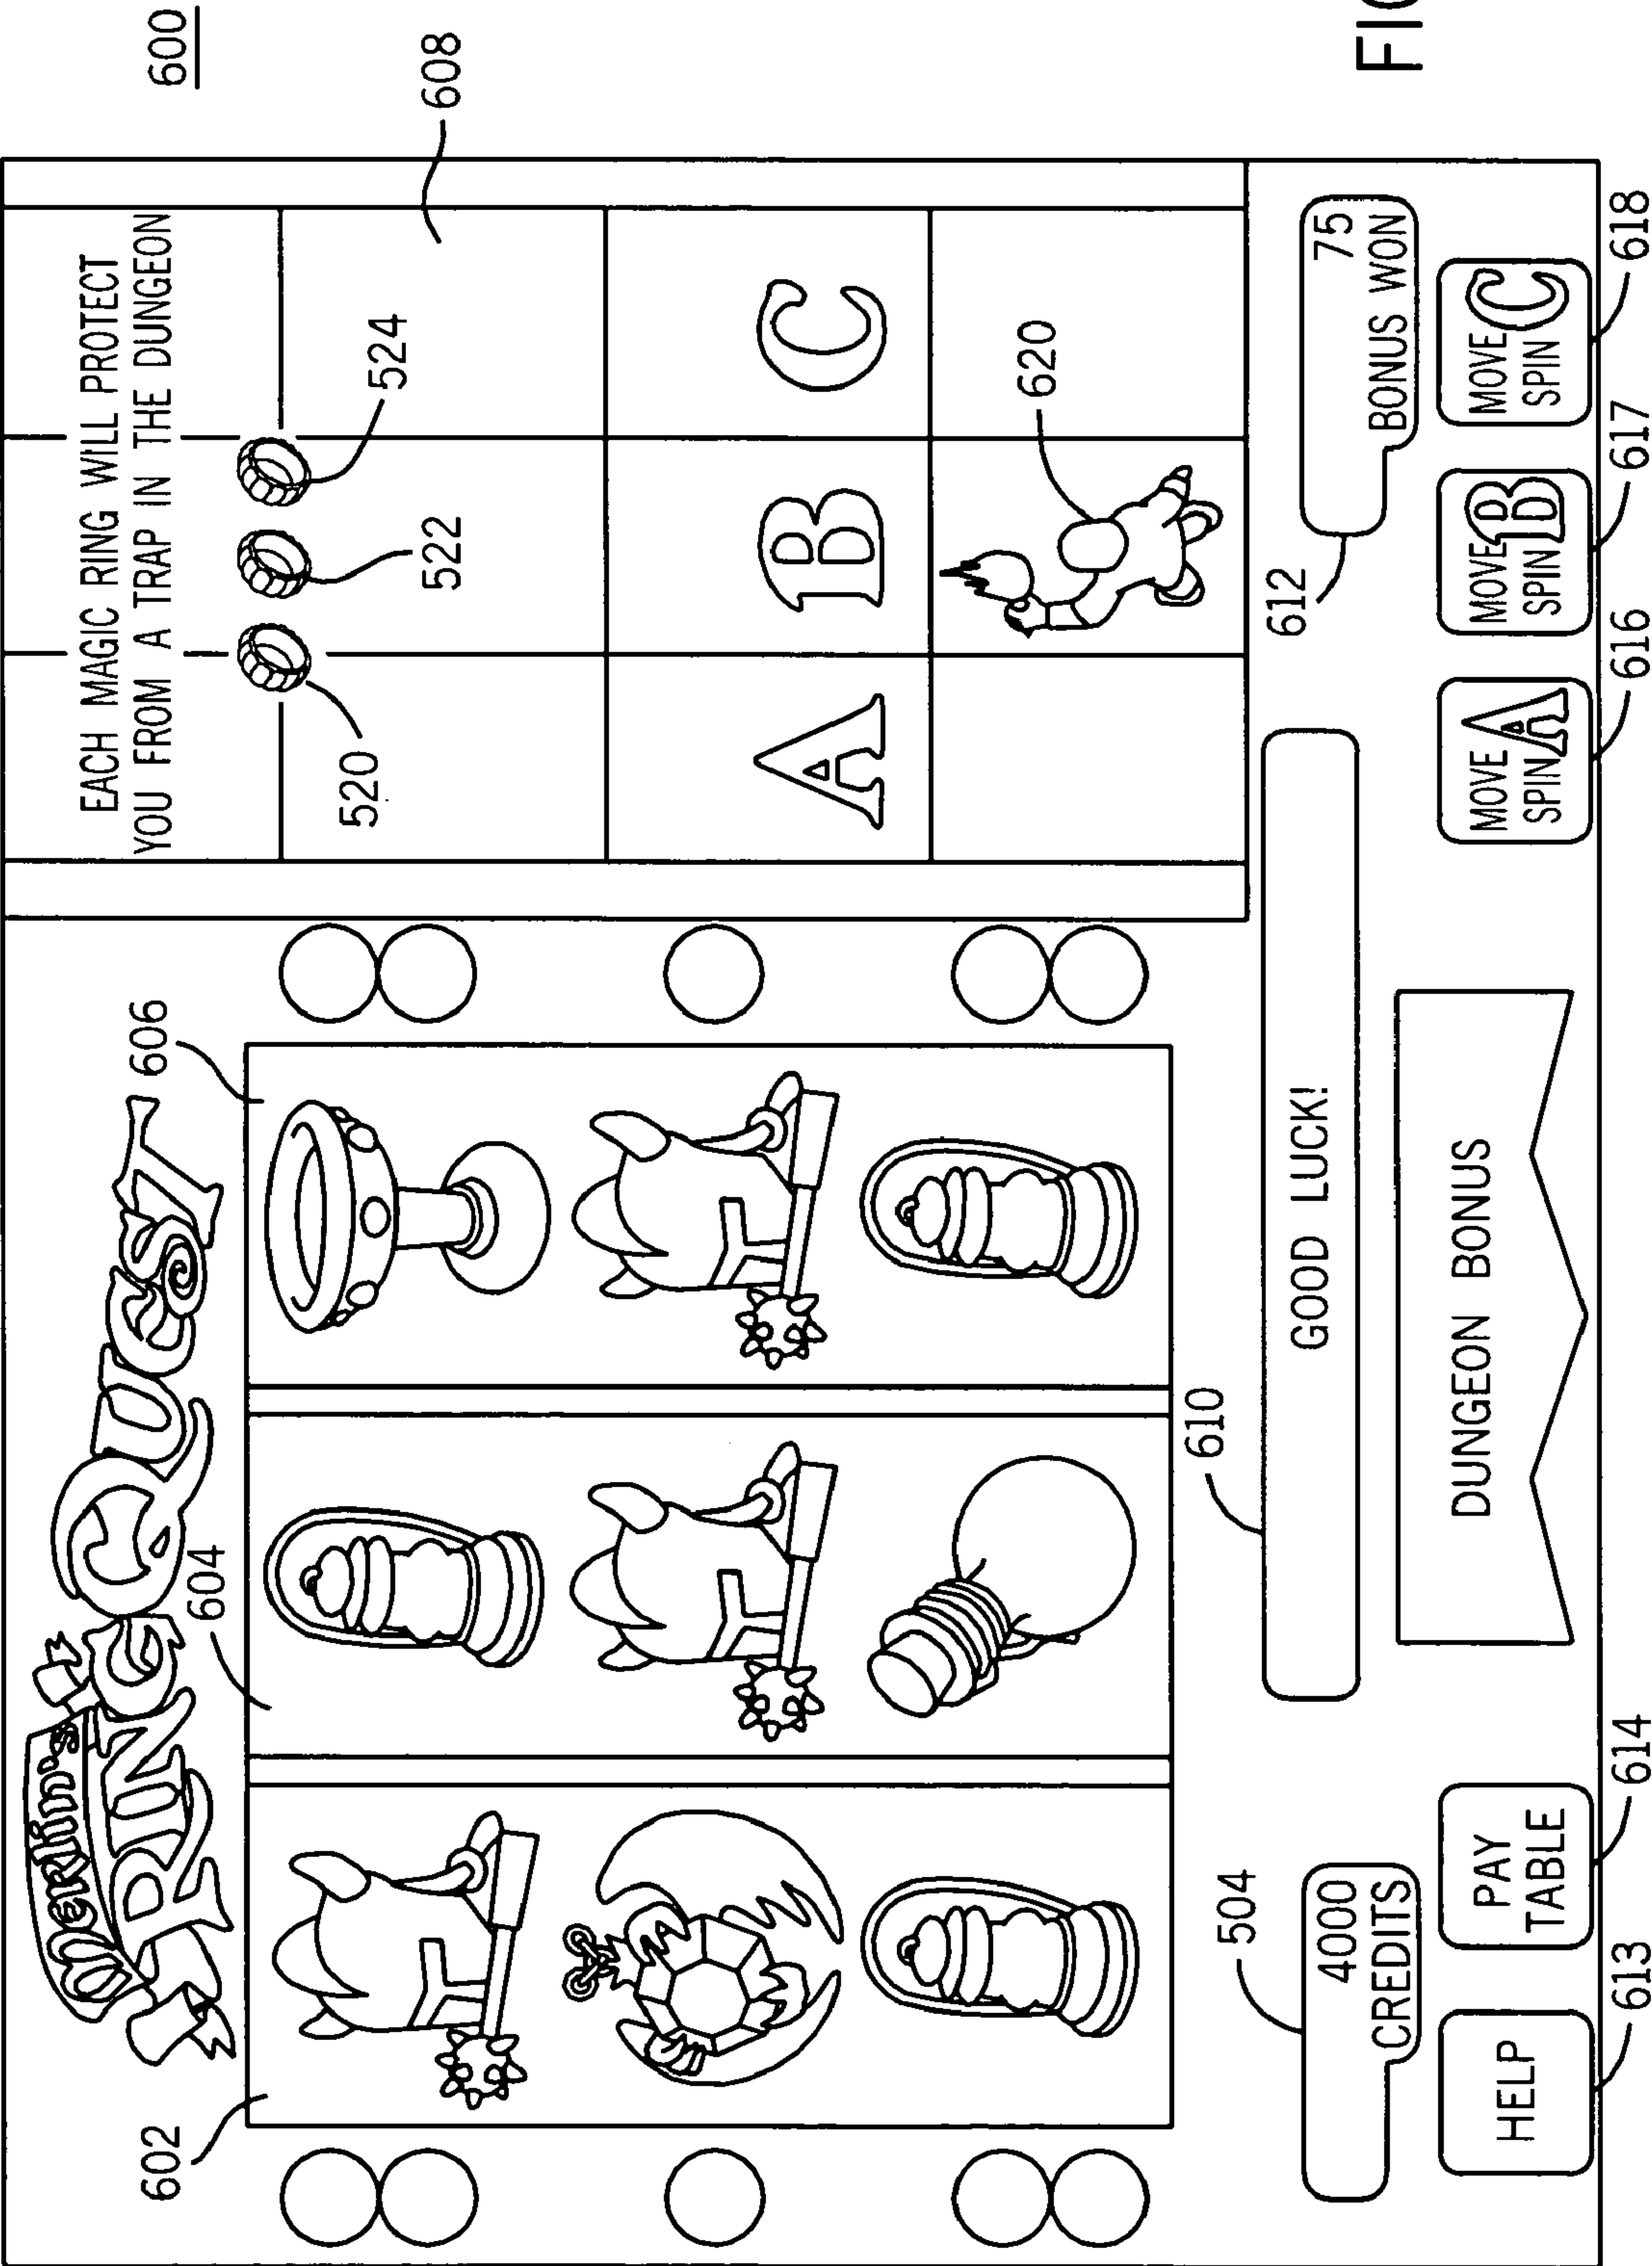 600
Merlin's
RING QUEST
EACH MAGIC RING WILL PROTECT
YOU FROM A TRAP IN THE DUNGEON
602
604
606
608
520
522
524
A B C
620
610
GOOD LUCK!
504
4000
CREDITS
612
75
BONUS WON
DUNGEON BONUS
HELP
PAY
TABLE
MOVE
SPIN A
MOVE
SPIN B
MOVE
SPIN C
613
614
616
617
618